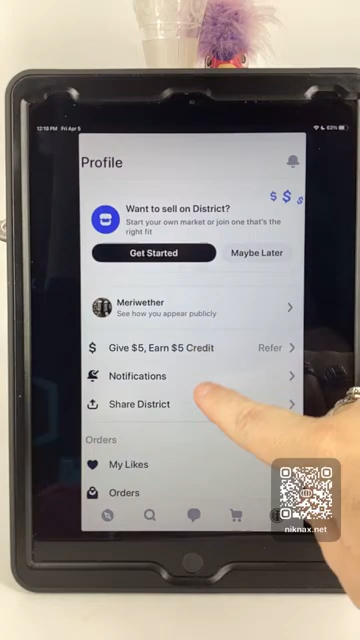 12:18 PM Fri Apr 5
63%
Profile
$ $ $
Want to sell on District?
Start your own market or join one that's the
right fit
Get Started
Maybe Later
Meriwether
See how you appear publicly
$ Give $5, Earn $5 Credit
Refer
Notifications
Share District
Orders
My Likes
Orders
niknax.net